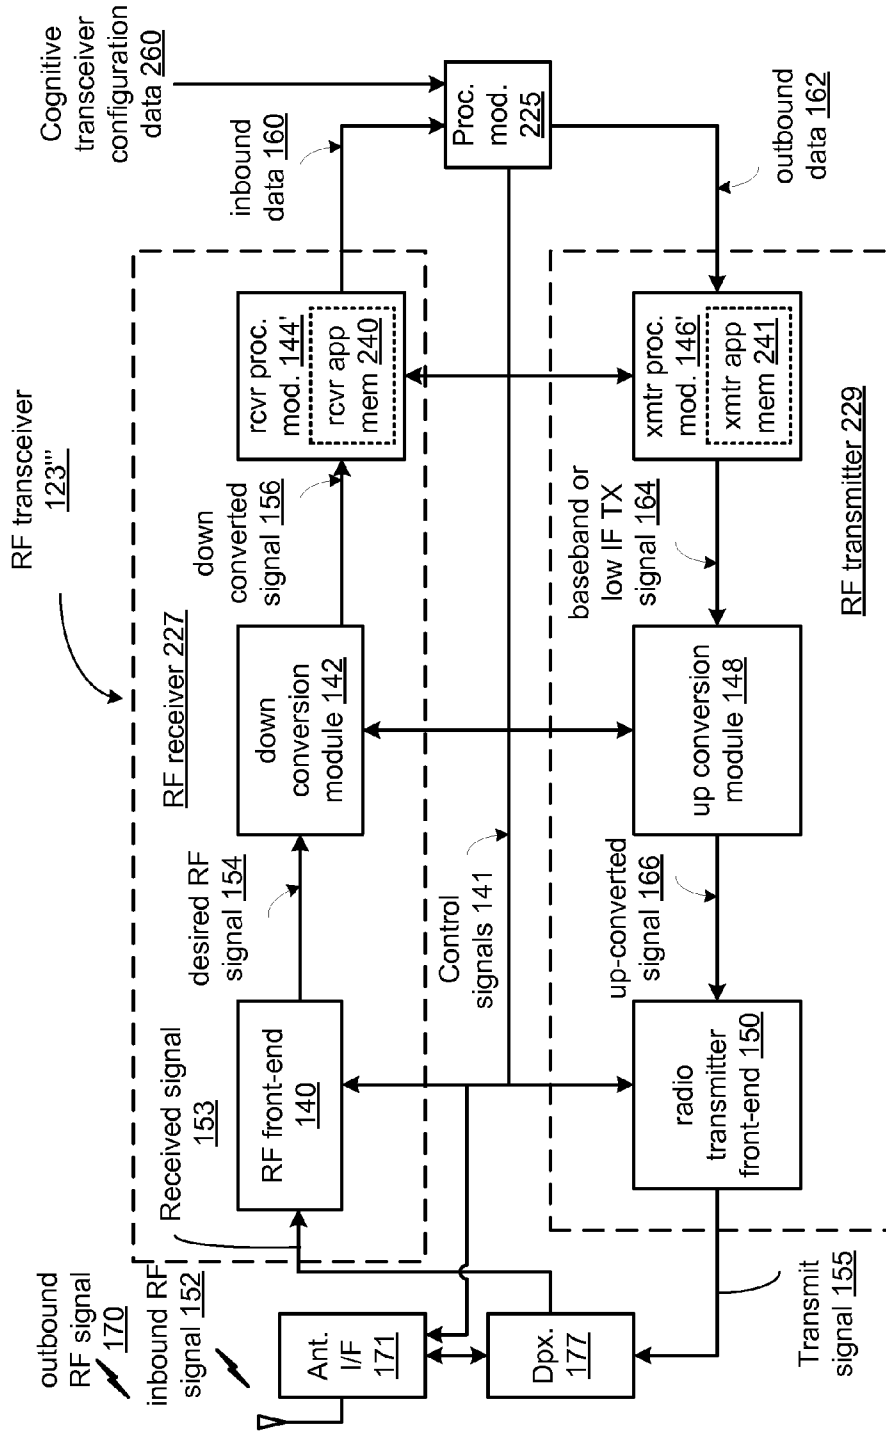 RF transceiver
123'''
outbound
RF signal
170
inbound RF
signal 152
Received signal
153
RF receiver 227
desired RF
signal 154
down
converted
signal 156
inbound
data 160
Cognitive
transceiver
configuration
data 260
Ant.
I/F
171
RF front-end
140
down
conversion
module 142
rcvr proc.
mod. 144'
rcvr app
mem 240
Control
signals 141
Proc.
mod.
225
Dpx.
177
up-converted
signal 166
baseband or
low IF TX
signal 164
outbound
data 162
radio
transmitter
front-end 150
up conversion
module 148
xmtr proc.
mod. 146'
xmtr app
mem 241
Transmit
signal 155
RF transmitter 229